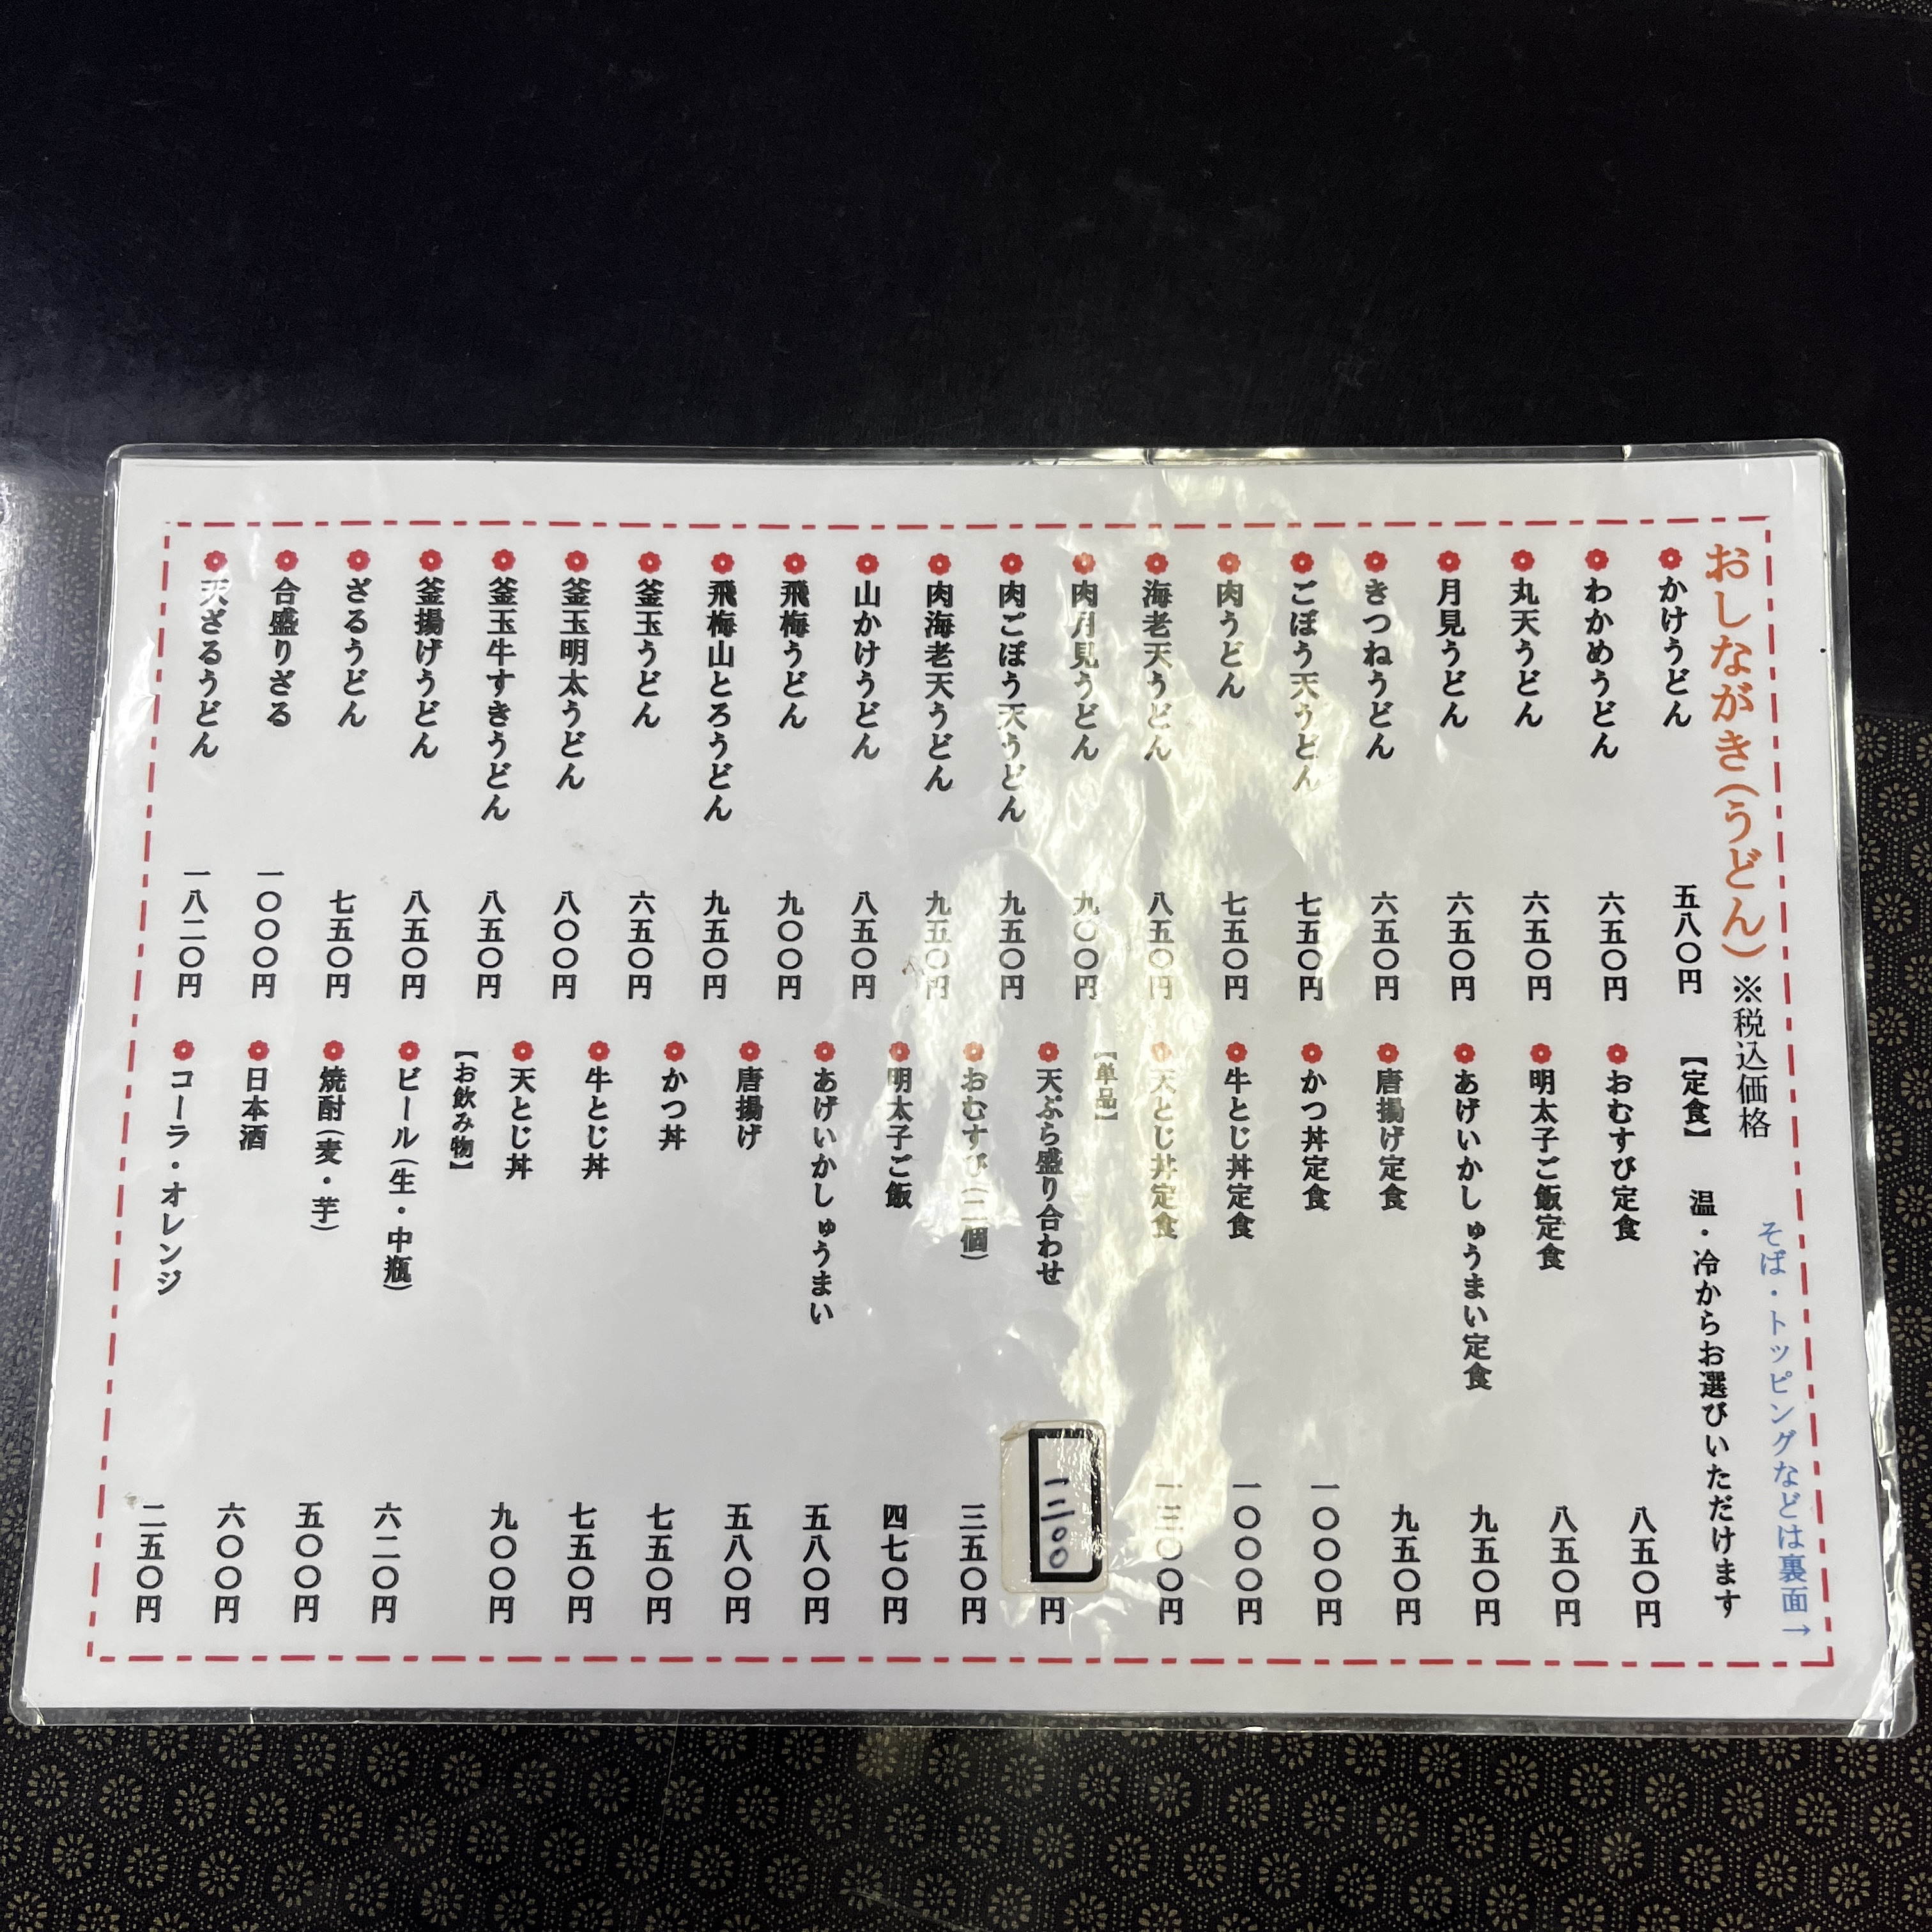 おしながき(うどん)※税込価格
そば・トッピングなどは裏面→
かけうどん 五八〇円
わかめうどん 六五〇円
丸天うどん 六五〇円
月見うどん 六五〇円
きつねうどん 六五〇円
ごぼう天うどん 七五〇円
肉うどん 七五〇円
海老天うどん 八五〇円
肉月見うどん 九〇〇円
肉ごぼう天うどん 九五〇円
肉海老天うどん 九五〇円
山かけうどん 八五〇円
飛梅うどん 九〇〇円
飛梅山とろうどん 九五〇円
釜玉うどん 六五〇円
釜玉明太うどん 八〇〇円
釜玉牛すきうどん 八五〇円
釜揚げうどん 八五〇円
ざるうどん 七五〇円
合盛りざる 一〇〇〇円
天ざるうどん 一八二〇円
【定食】 温・冷からお選びいただけます
おむすび定食 八五〇円
明太子ご飯定食 八五〇円
あげいかしゅうまい定食 九五〇円
唐揚げ定食 九五〇円
かつ丼定食 一〇〇〇円
牛とじ丼定食 一〇〇〇円
天とじ丼定食 一三〇〇円
【単品】
天ぷら盛り合わせ 一二〇〇円
おむすび(二個) 三五〇円
明太子ご飯 四七〇円
あげいかしゅうまい 五八〇円
唐揚げ 五八〇円
かつ丼 七五〇円
牛とじ丼 七五〇円
天とじ丼 九〇〇円
【お飲み物】
ビール(生・中瓶) 六二〇円
焼酎(麦・芋) 五〇〇円
日本酒 六〇〇円
コーラ・オレンジ 二五〇円